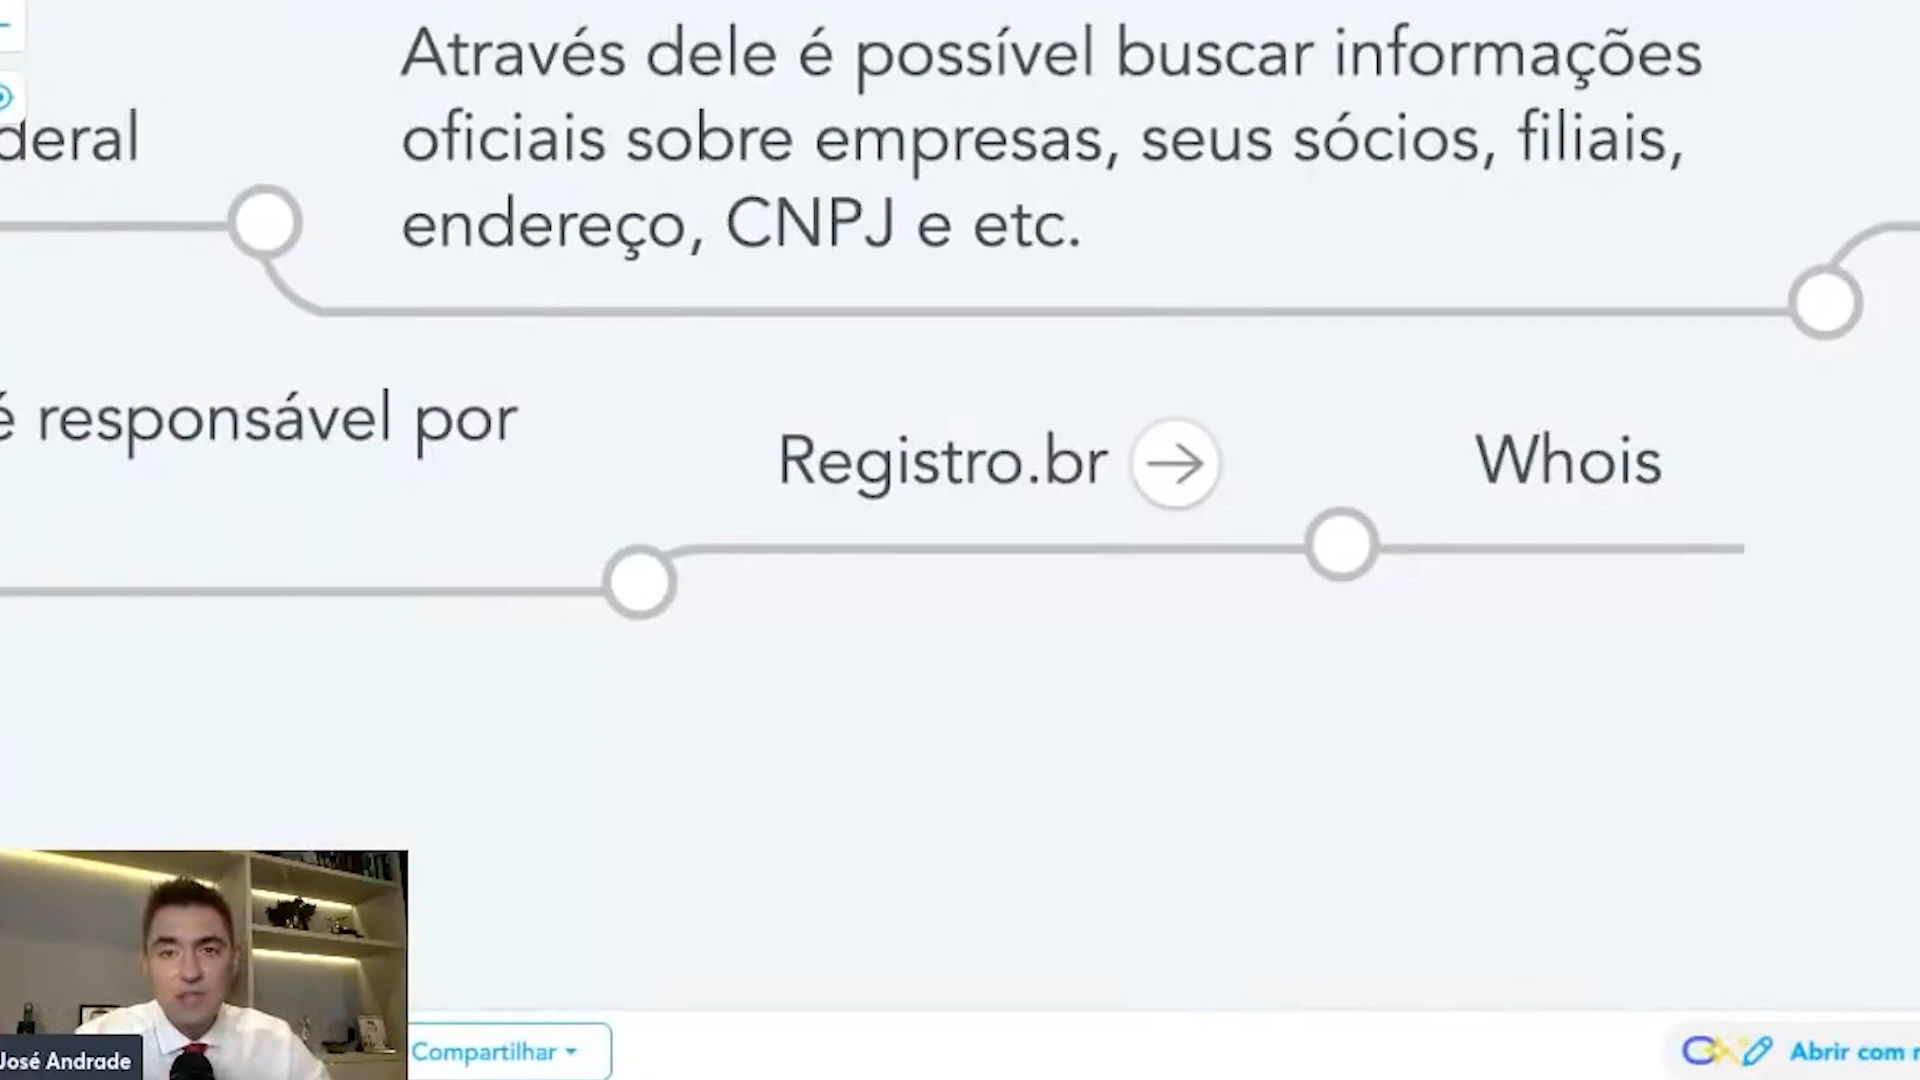 Através dele é possível buscar informações
oficiais sobre empresas, seus sócios, filiais,
endereço, CNPJ e etc.
deral
é responsável por
Registro.br
Whois
José Andrade
Compartilhar
Abrir com